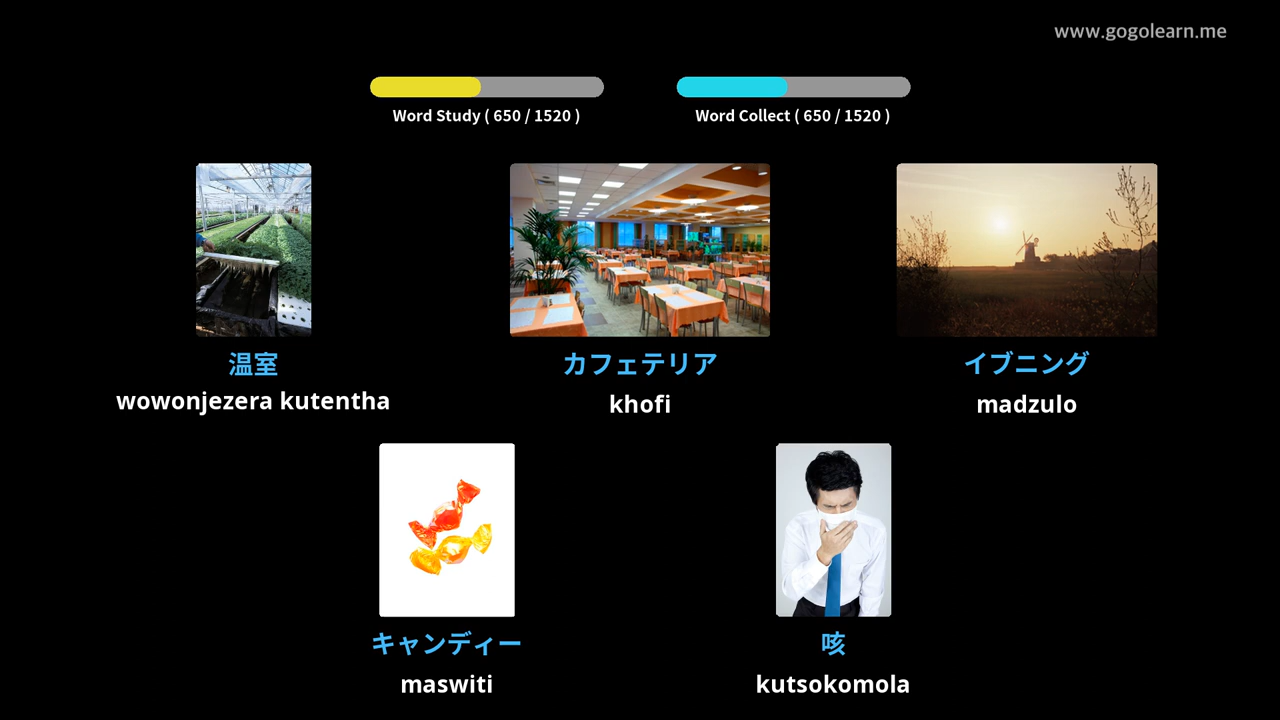 www.gogolearn.me
Word Study ( 650 / 1520 )
Word Collect ( 650 / 1520 )
温室
wowonjezera kutentha
カフェテリア
khofi
イブニング
madzulo
キャンディー
maswiti
咳
kutsokomola